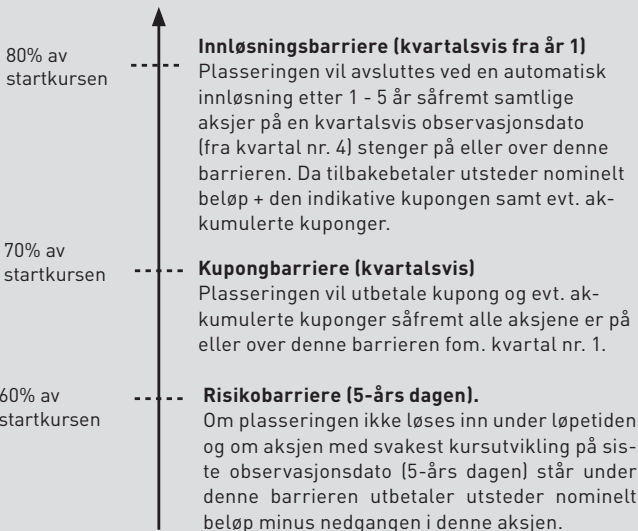 80% av
startkursen
Innløsningsbarriere (kvartalsvis fra år 1)
Plasseringen vil avsluttes ved en automatisk
innløsning etter 1 - 5 år såfremt samtlige
aksjer på en kvartalsvis observasjonsdato
(fra kvartal nr. 4) stenger på eller over denne
barrieren. Da tilbakebetaler utsteder nominelt
beløp + den indikative kupongen samt evt. ak-
kumulerte kuponger.
70% av
startkursen
Kupongbarriere (kvartalsvis)
Plasseringen vil utbetale kupong og evt. ak-
kumulerte kuponger såfremt alle aksjene er på
eller over denne barrieren fom. kvartal nr. 1.
60% av
startkursen
Risikobarriere (5-års dagen).
Om plasseringen ikke løses inn under løpetiden
og om aksjen med svakest kursutvikling på sis-
te observasjonsdato (5-års dagen) står under
denne barrieren utbetaler utsteder nominelt
beløp minus nedgangen i denne aksjen.